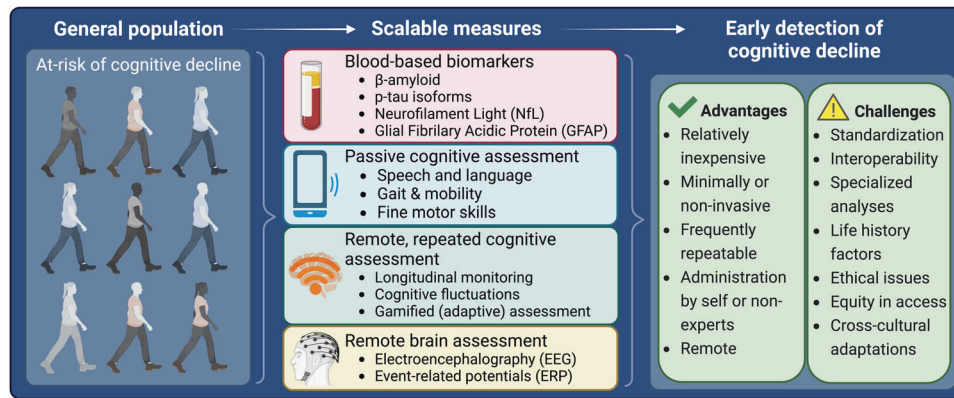 General population
Scalable measures
Early detection of
cognitive decline
At-risk of cognitive decline
Blood-based biomarkers
• β-amyloid
• p-tau isoforms
• Neurofilament Light (NfL)
• Glial Fibrilary Acidic Protein (GFAP)
Passive cognitive assessment
• Speech and language
• Gait & mobility
• Fine motor skills
Remote, repeated cognitive
assessment
• Longitudinal monitoring
• Cognitive fluctuations
• Gamified (adaptive) assessment
Remote brain assessment
• Electroencephalography (EEG)
• Event-related potentials (ERP)
Advantages
• Relatively
inexpensive
• Minimally or
non-invasive
• Frequently
repeatable
• Administration
by self or non-
experts
• Remote
Challenges
• Standardization
• Interoperability
• Specialized
analyses
• Life history
factors
• Ethical issues
• Equity in access
• Cross-cultural
adaptations